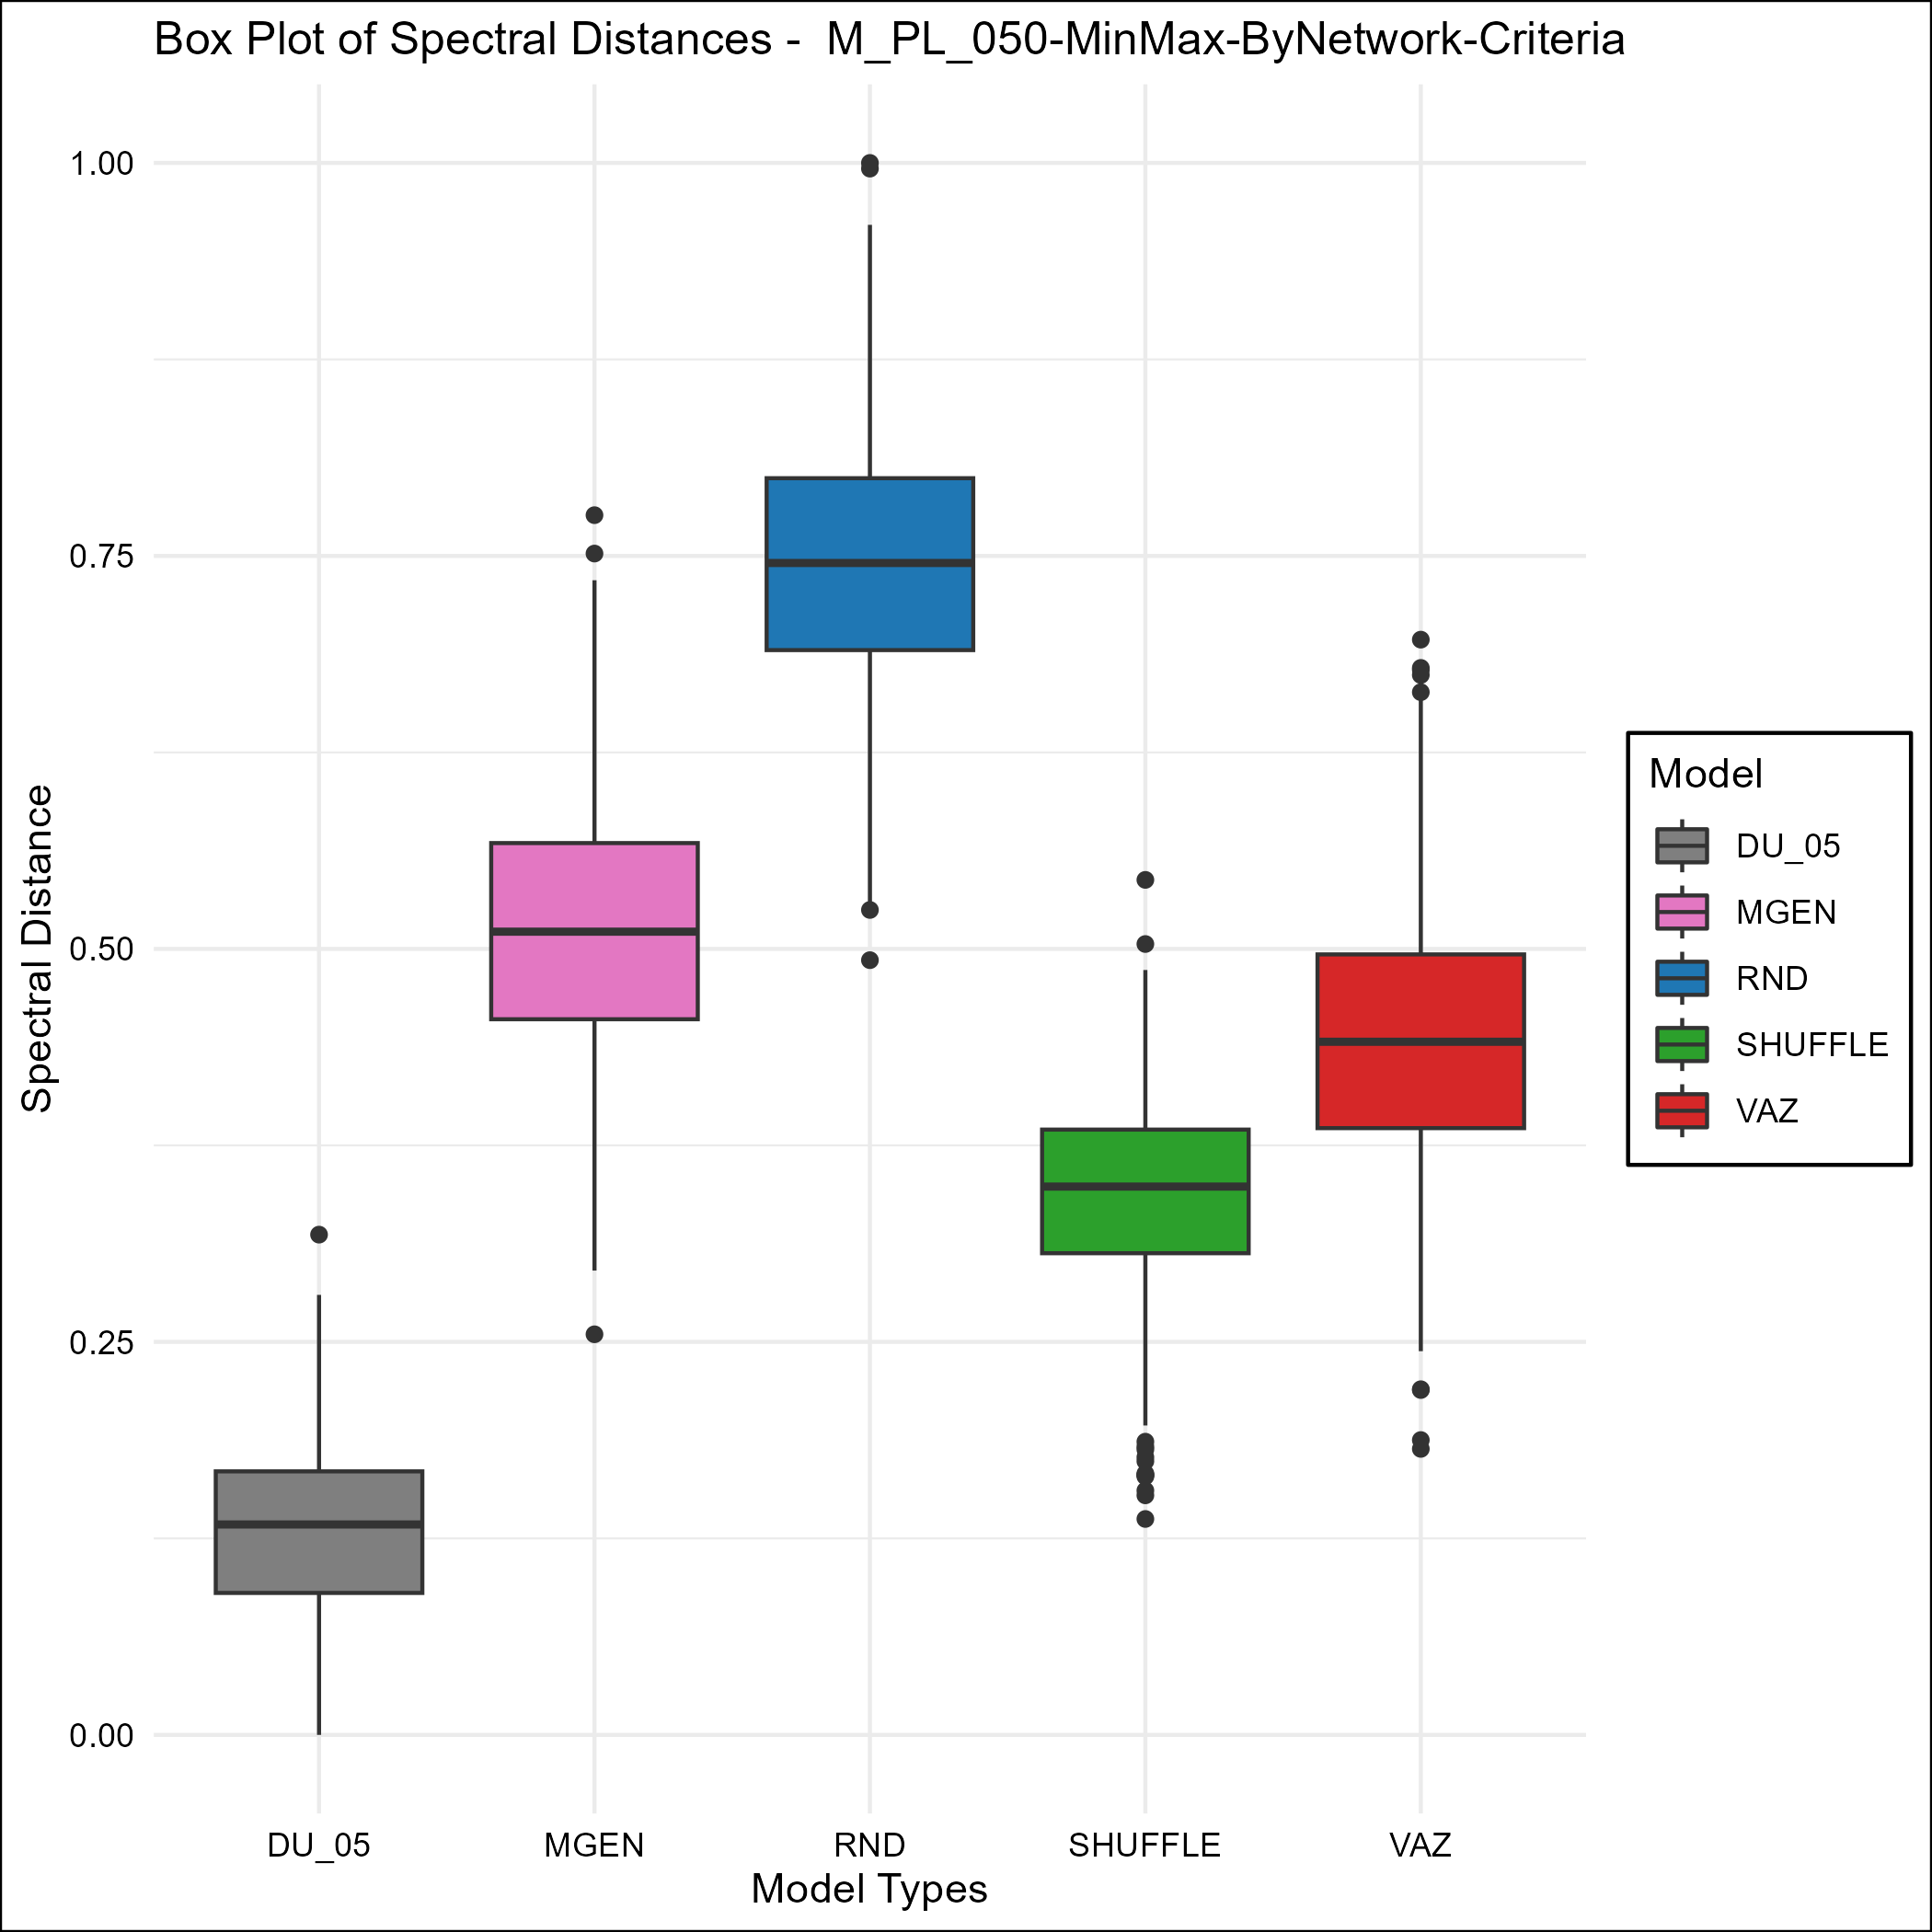 Box Plot of Spectral Distances -  M_PL_050-MinMax-ByNetwork-Criteria
Spectral Distance
1.00
0.75
0.50
0.25
0.00
DU_05 MGEN RND SHUFFLE VAZ
Model Types
Model
DU_05
MGEN
RND
SHUFFLE
VAZ